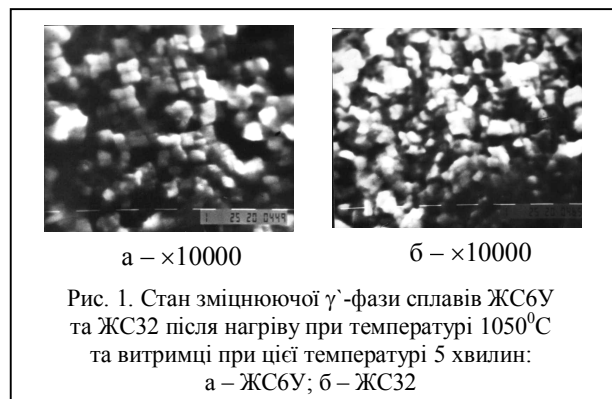 1 25 20 0449
а – ×10000 б – ×10000
Рис. 1. Стан зміцнюючої γ`-фази сплавів ЖС6У
та ЖС32 після нагріву при температурі 1050⁰С
та витримці при цієї температурі 5 хвилин:
а – ЖС6У; б – ЖС32